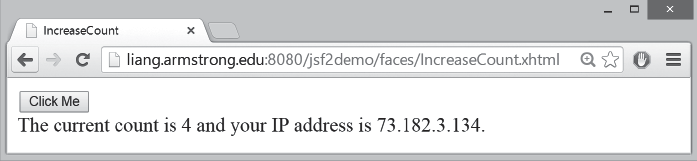 IncreaseCount
liang.armstrong.edu:8080/jsf2demo/faces/IncreaseCount.xhtml
Click Me
The current count is 4 and your IP address is 73.182.3.134.